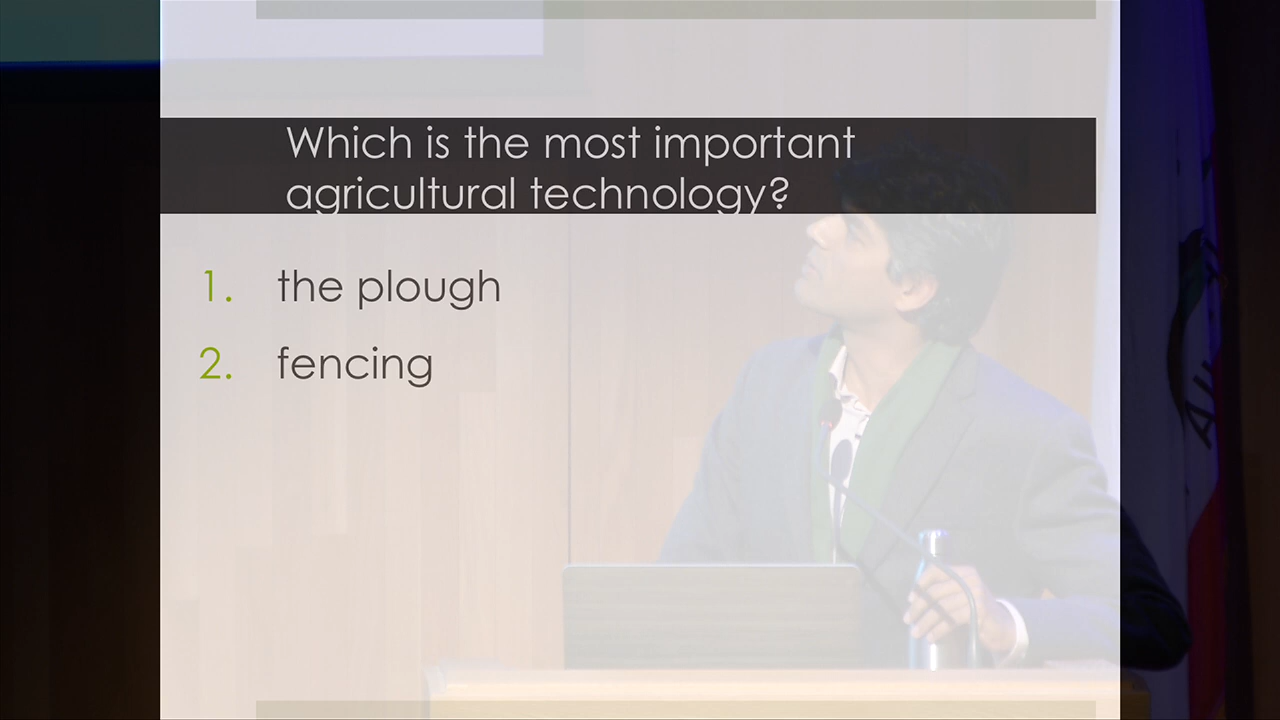 Which is the most important
agricultural technology?
1. the plough
2. fencing